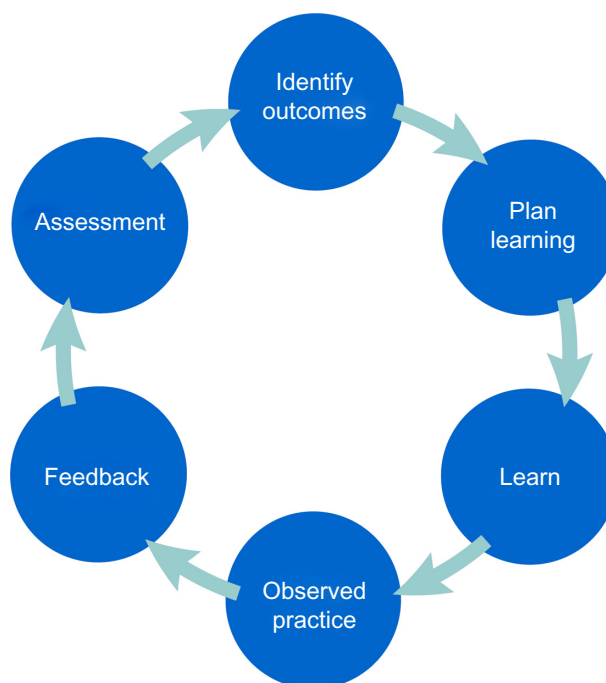 Identify
outcomes
Plan
learning
Learn
Observed
practice
Feedback
Assessment